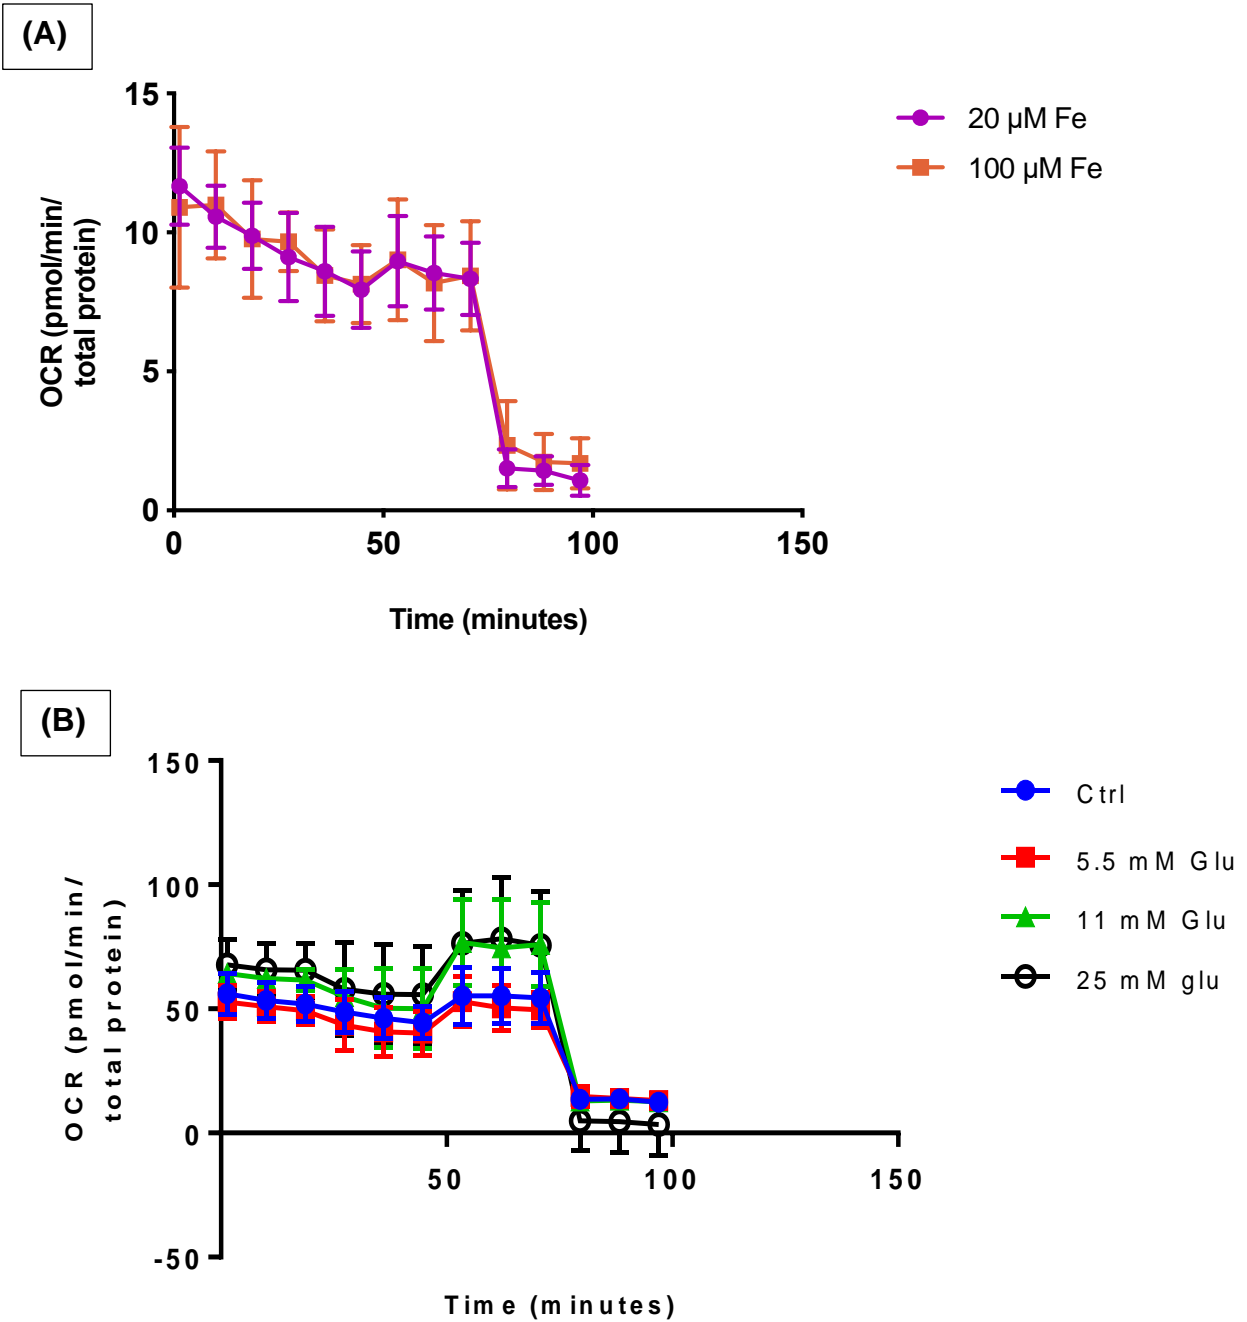 (A)
15
10
5
0
0 50 100 150
OCR (pmol/min/
total protein)
Time (minutes)
20 µM Fe
100 µM Fe
(B)
150
100
50
0
-50
50 100 150
OCR (pmol/min/
total protein)
Time (minutes)
Ctrl
5.5 mM Glu
11 mM Glu
25 mM glu